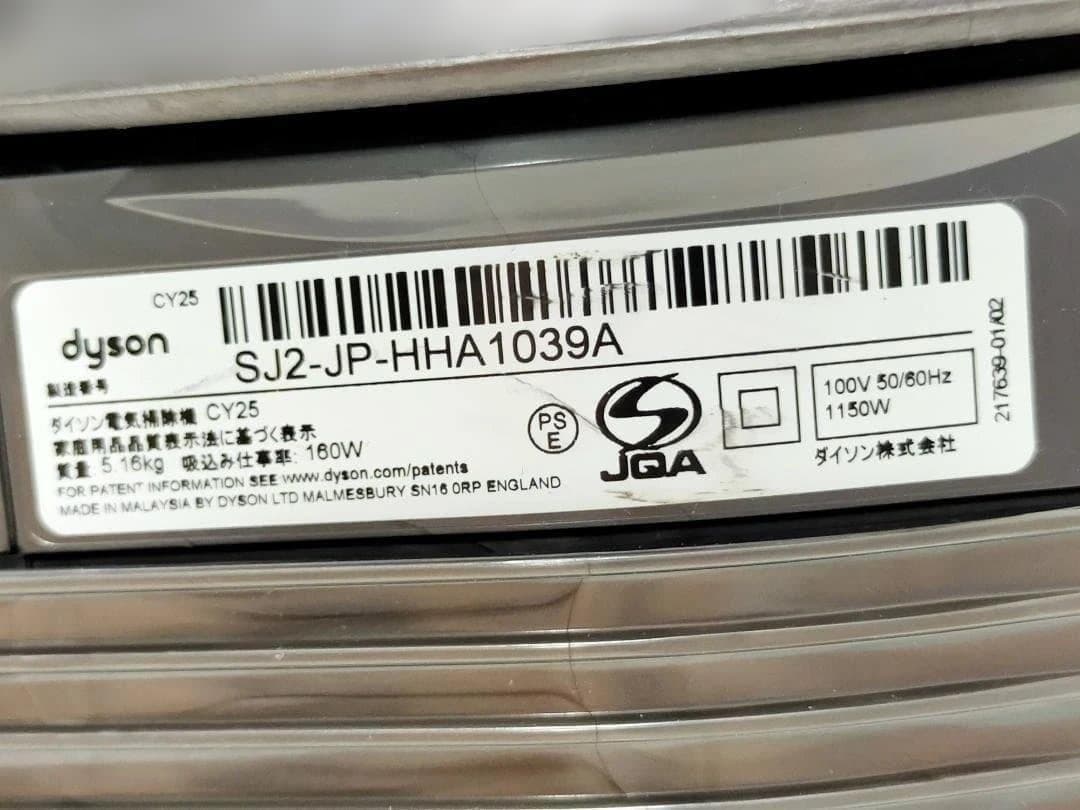 CY25
dyson
SJ2-JP-HHA1039A
製造番号
ダイソン電気掃除機 CY25
家庭用品品質表示法に基づく表示
質量: 5.16kg 吸込み仕事率: 160W
FOR PATENT INFORMATION SEE www.dyson.com/patents
MADE IN MALAYSIA BY DYSON LTD MALMESBURY SN16 0RP ENGLAND
PS
E
JQA
100V 50/60Hz
1150W
ダイソン株式会社
217639-01/02